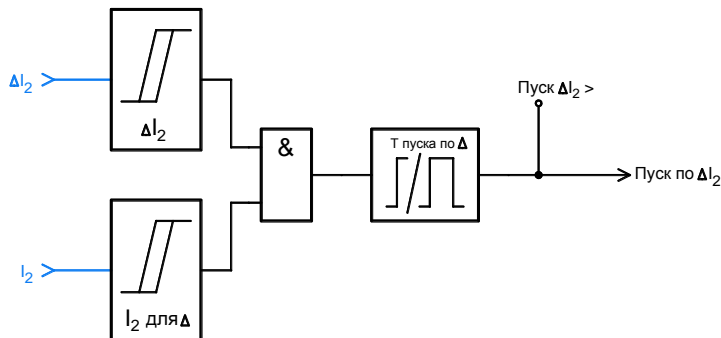 ΔI₂
ΔI₂
&
Т пуска по Δ
Пуск ΔI₂ >
Пуск по ΔI₂
I₂
I₂ для Δ